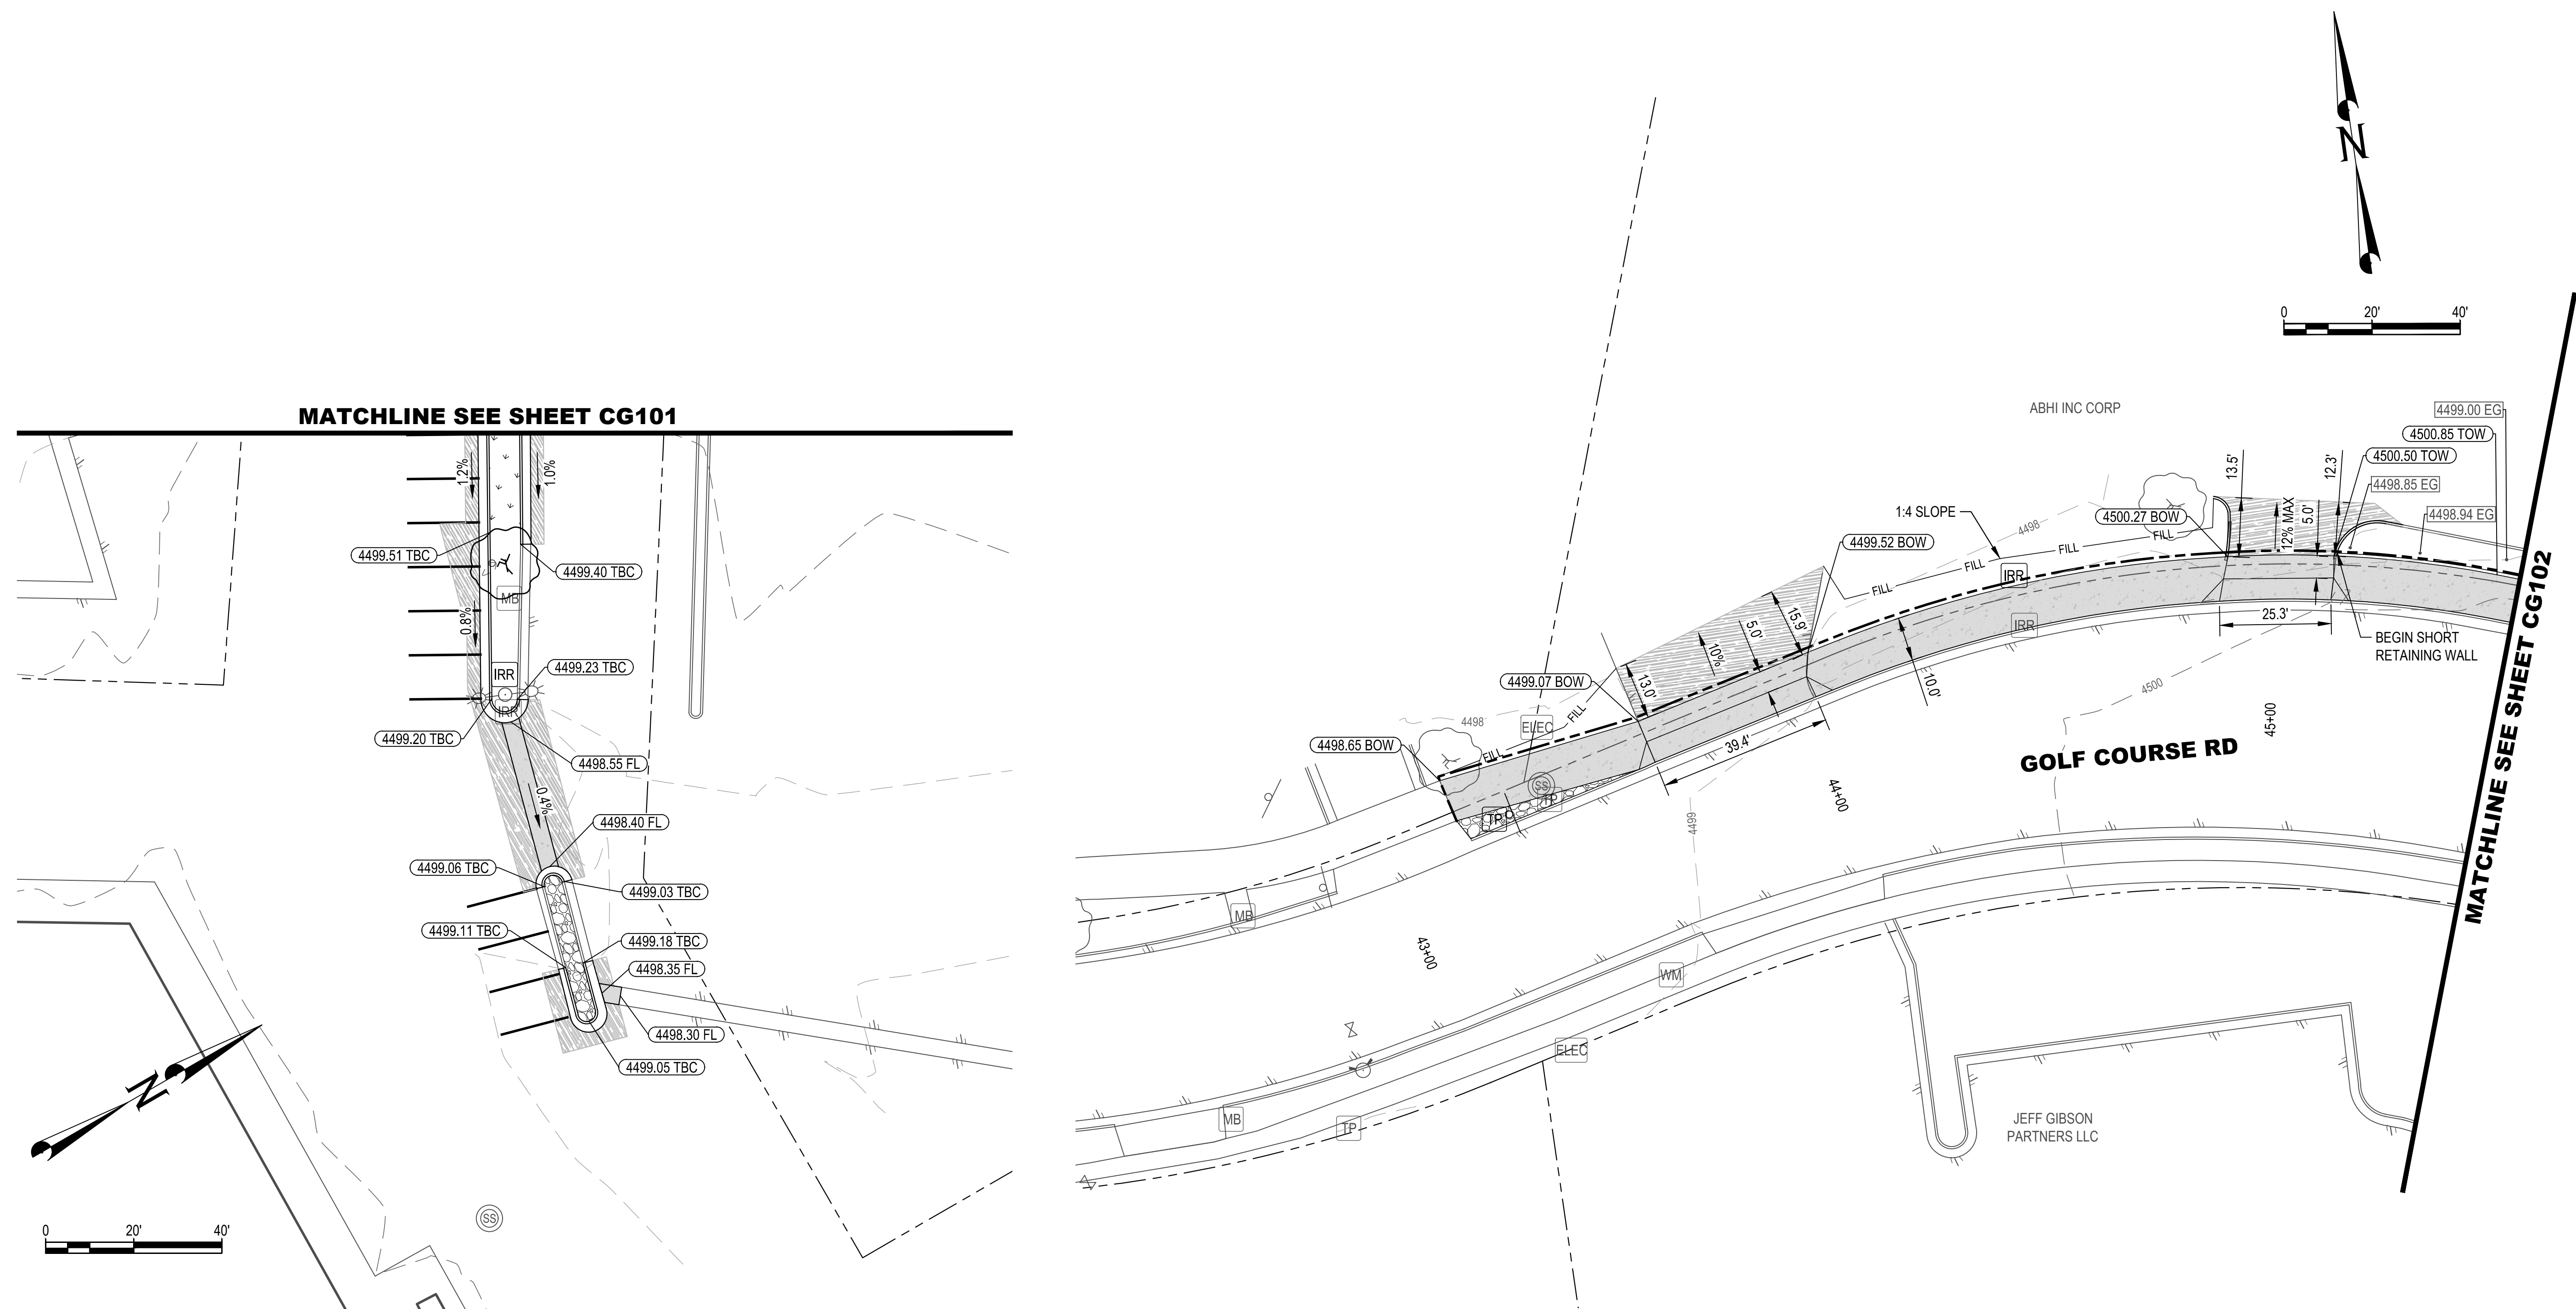 MATCHLINE SEE SHEET CG101
1.2%
1.0%
4499.51 TBC
4499.40 TBC
MB
0.8%
4499.23 TBC
IRR
IRR
4499.20 TBC
4498.55 FL
0.4%
4498.40 FL
4499.06 TBC
4499.03 TBC
4499.11 TBC
4499.18 TBC
4498.35 FL
4498.30 FL
4499.05 TBC
N
SS
0 20' 40'
N
0 20' 40'
ABHI INC CORP
4499.00 EG
4500.85 TOW
4500.50 TOW
4498.85 EG
4498.94 EG
13.5'
12.3'
12% MAX
5.0'
1:4 SLOPE
4498
4500.27 BOW
FILL
FILL
FILL
FILL
4499.52 BOW
IRR
IRR
15.9'
5.0'
10%
13.0'
10.0'
25.3'
BEGIN SHORT
RETAINING WALL
4499.07 BOW
4498
ELEC
FILL
FILL
4498.65 BOW
39.4'
SS
TP
TP
4500
45+00
GOLF COURSE RD
44+00
4499
43+00
MB
WM
ELEC
MB
TP
JEFF GIBSON
PARTNERS LLC
MATCHLINE SEE SHEET CG102